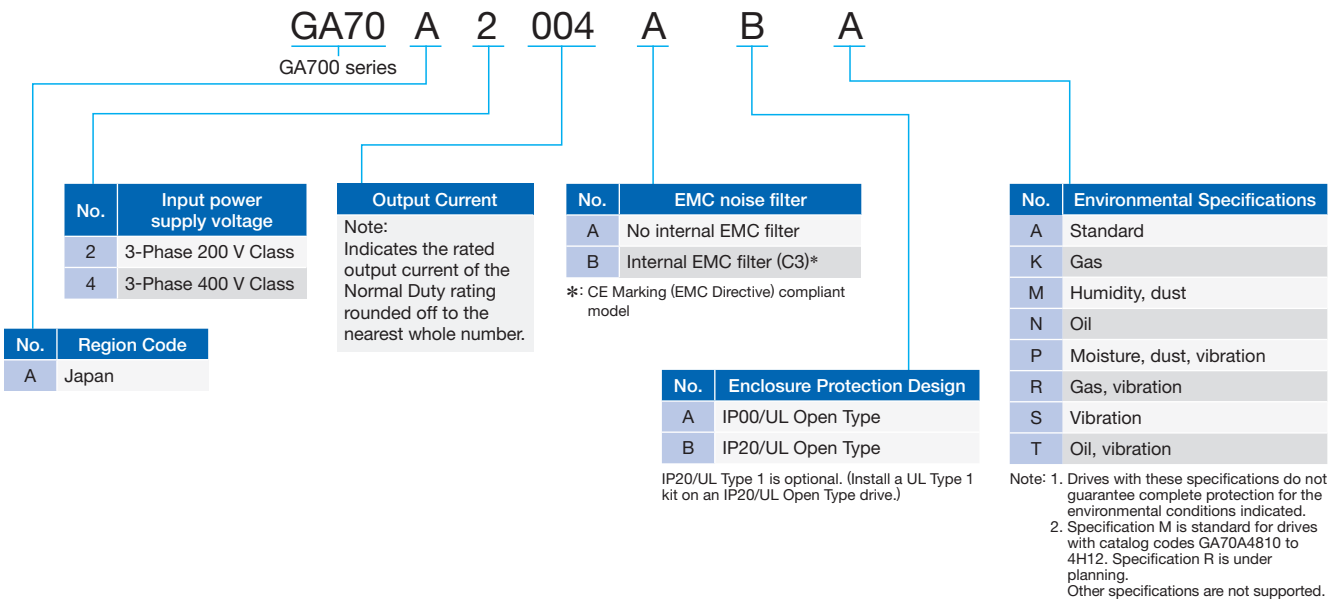 GA70 A 2 004 A B A
GA700 series
No. Input power
supply voltage
2 3-Phase 200 V Class
4 3-Phase 400 V Class
No. Region Code
A Japan
Output Current
Note:
Indicates the rated
output current of the
Normal Duty rating
rounded off to the
nearest whole number.
No. EMC noise filter
A No internal EMC filter
B Internal EMC filter (C3)*
*: CE Marking (EMC Directive) compliant
model
No. Enclosure Protection Design
A IP00/UL Open Type
B IP20/UL Open Type
IP20/UL Type 1 is optional. (Install a UL Type 1
kit on an IP20/UL Open Type drive.)
No. Environmental Specifications
A Standard
K Gas
M Humidity, dust
N Oil
P Moisture, dust, vibration
R Gas, vibration
S Vibration
T Oil, vibration
Note: 1. Drives with these specifications do not
guarantee complete protection for the
environmental conditions indicated.
2. Specification M is standard for drives
with catalog codes GA70A4810 to
4H12. Specification R is under
planning.
Other specifications are not supported.